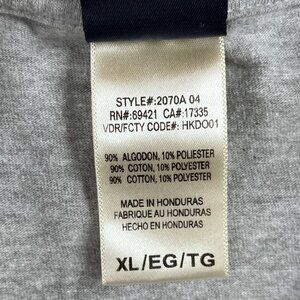 STYLE#:2070A 04
RN#:69421 CA#:17335
VDR/FCTY CODE#: HKDO01
90% ALGODON, 10% POLIESTER
90% COTON, 10% POLYESTER
90% COTTON, 10% POLYESTER
MADE IN HONDURAS
FABRIQUE AU HONDURAS
HECHO EN HONDURAS
XL/EG/TG